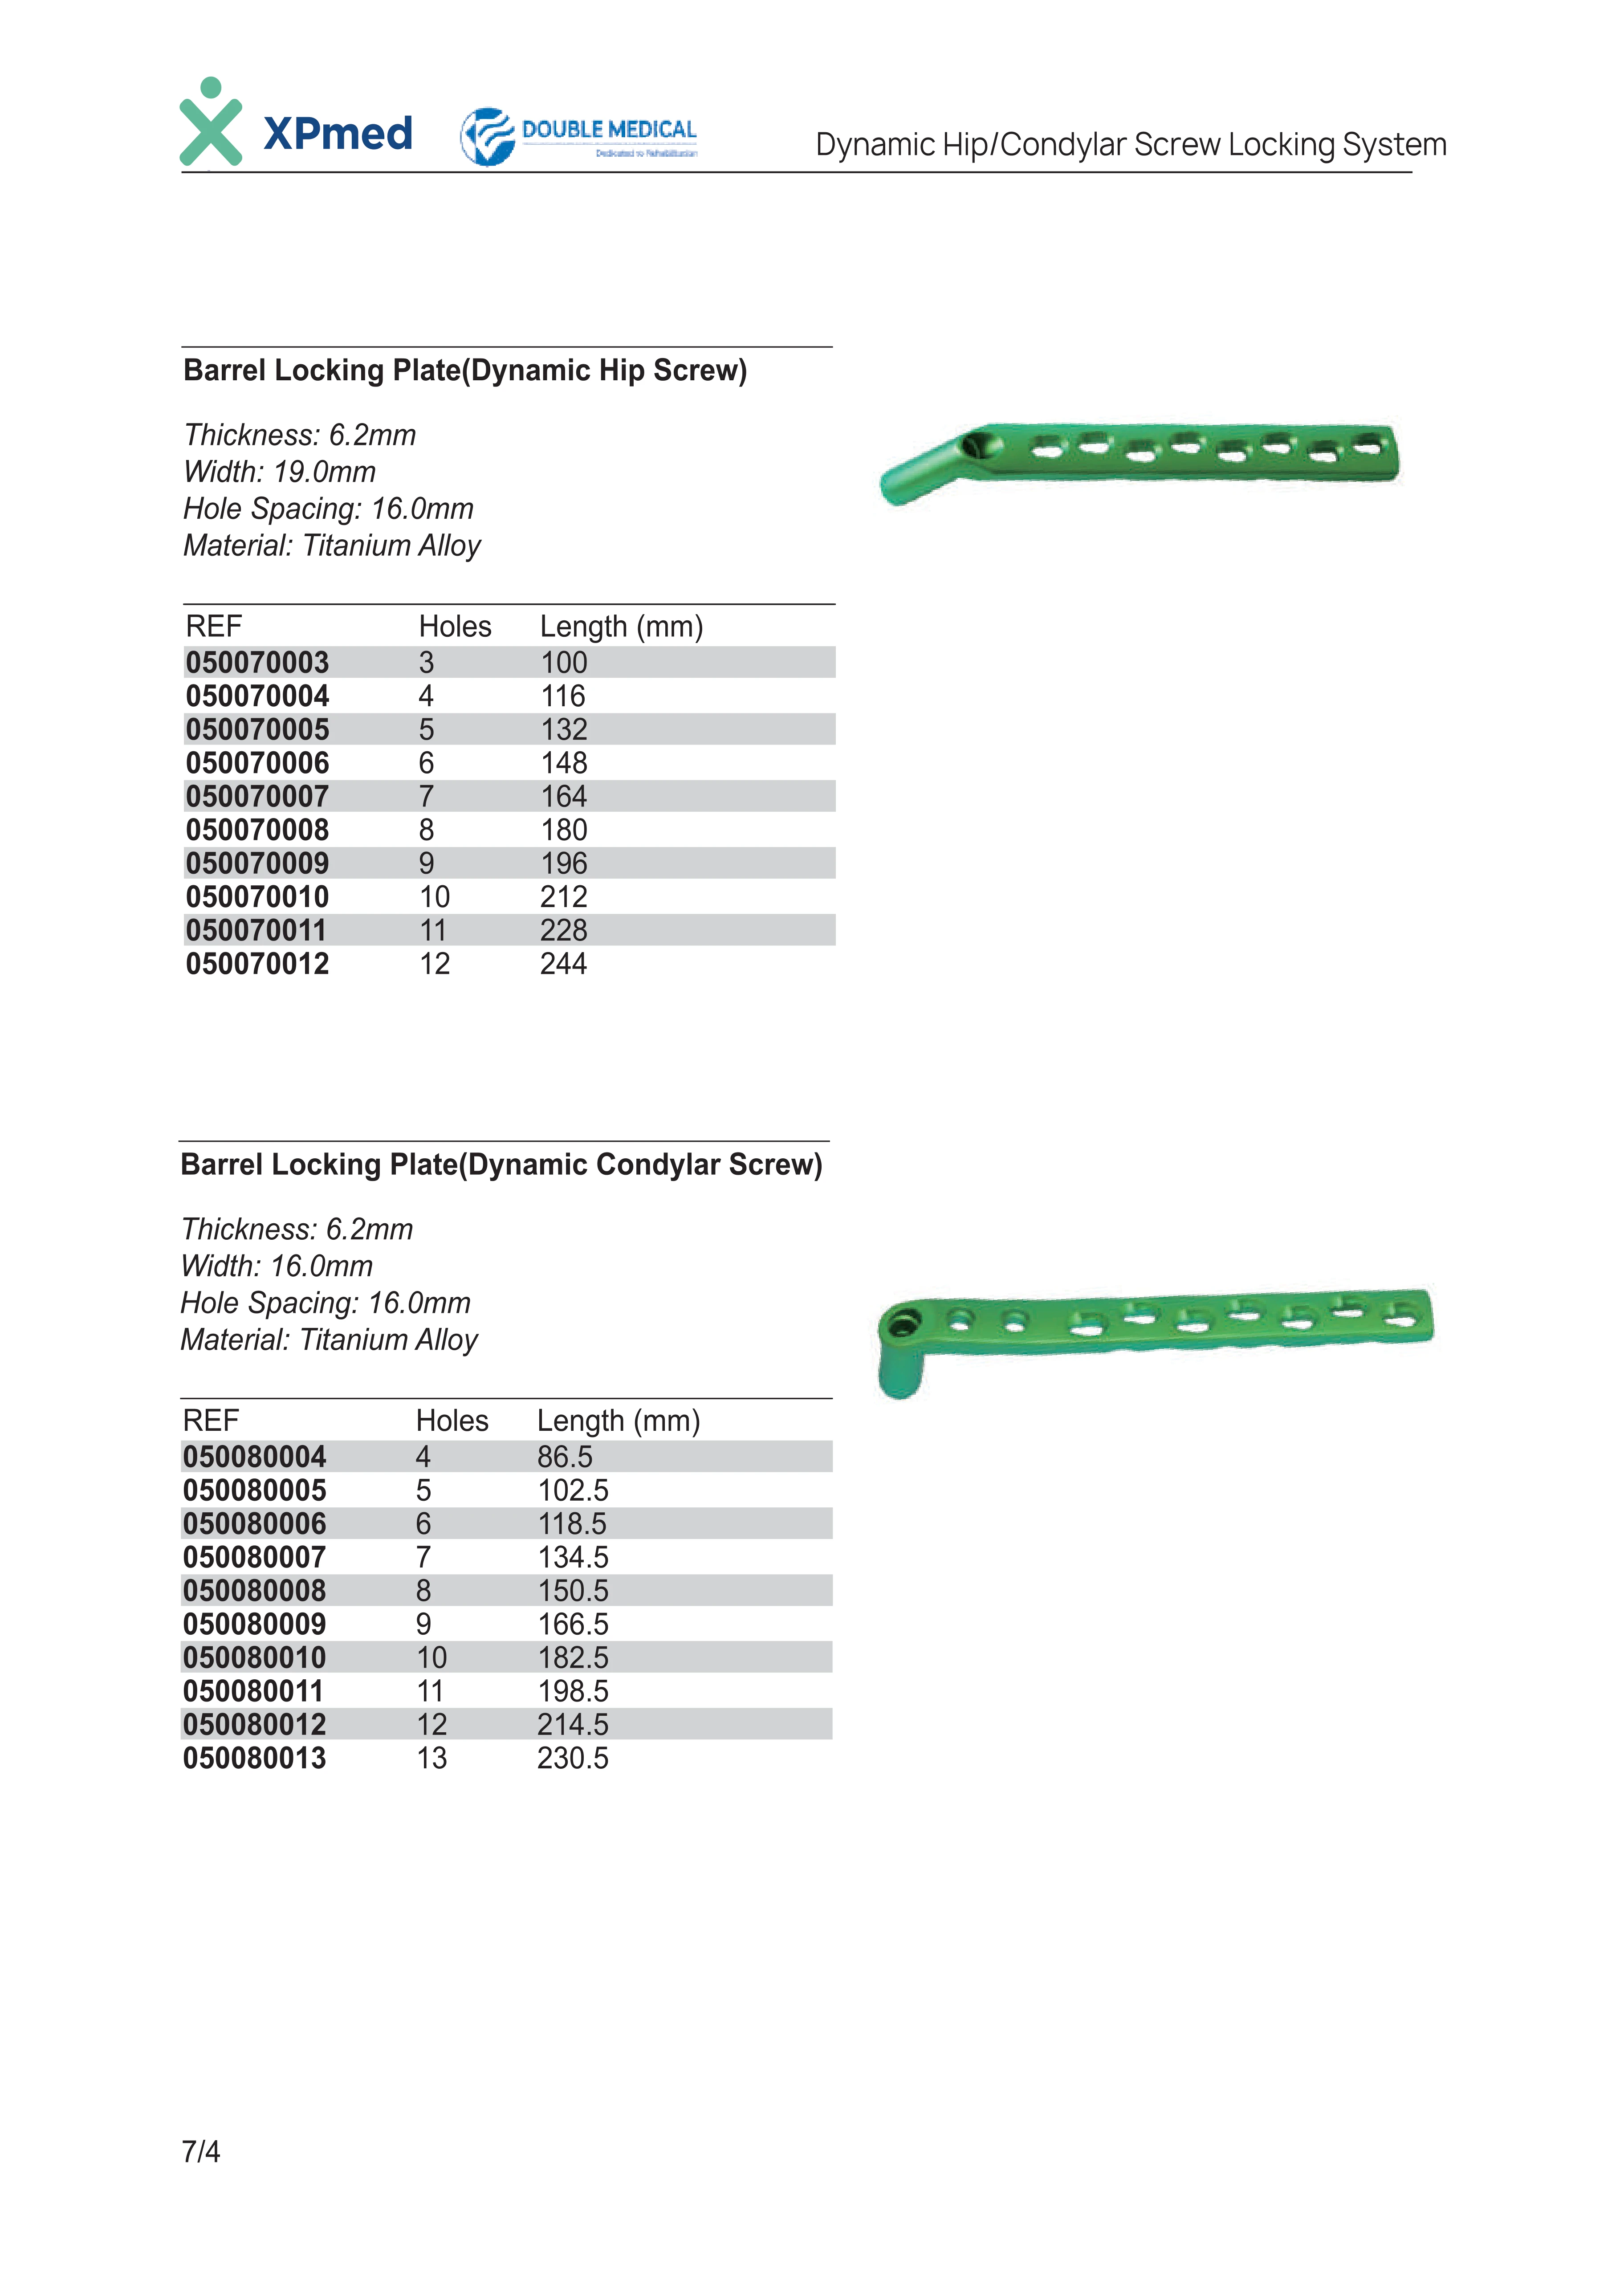 XPmed
DOUBLE MEDICAL
Dedicated to Rehabilitation
Dynamic Hip/Condylar Screw Locking System
Barrel Locking Plate(Dynamic Hip Screw)
Thickness: 6.2mm
Width: 19.0mm
Hole Spacing: 16.0mm
Material: Titanium Alloy
REF Holes Length (mm)
050070003 3 100
050070004 4 116
050070005 5 132
050070006 6 148
050070007 7 164
050070008 8 180
050070009 9 196
050070010 10 212
050070011 11 228
050070012 12 244
Barrel Locking Plate(Dynamic Condylar Screw)
Thickness: 6.2mm
Width: 16.0mm
Hole Spacing: 16.0mm
Material: Titanium Alloy
REF Holes Length (mm)
050080004 4 86.5
050080005 5 102.5
050080006 6 118.5
050080007 7 134.5
050080008 8 150.5
050080009 9 166.5
050080010 10 182.5
050080011 11 198.5
050080012 12 214.5
050080013 13 230.5
7/4